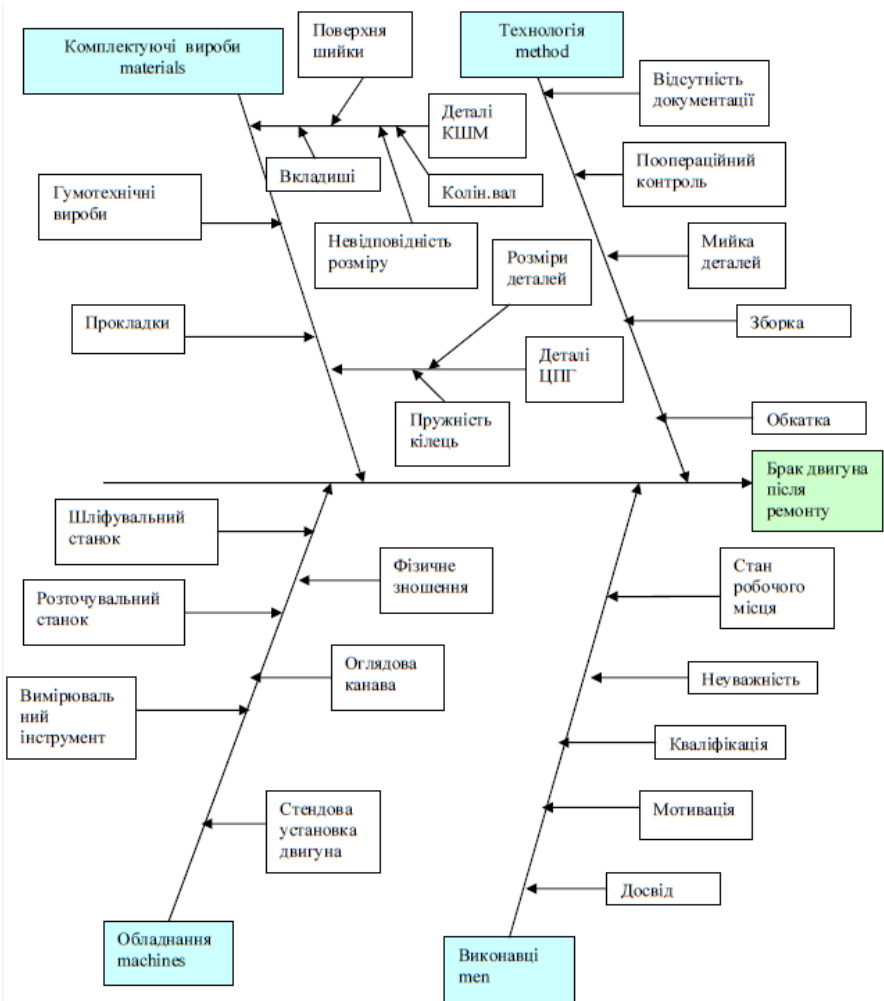 Комплектуючі вироби
materials
Поверхня
шийки
Технологія
method
Відсутність
документації
Деталі
КШМ
Вкладиші
Колін.вал
Поопераційний
контроль
Гумотехнічні
вироби
Невідповідність
розміру
Розміри
деталей
Мийка
деталей
Прокладки
Зборка
Деталі
ЦПГ
Пружність
кілець
Обкатка
Брак двигуна
після
ремонту
Шліфувальний
станок
Фізичне
зношення
Стан
робочого
місця
Розточувальний
станок
Оглядова
канава
Неуважність
Вимірюваль
ний
інструмент
Кваліфікація
Стендова
установка
двигуна
Мотивація
Досвід
Обладнання
machines
Виконавці
men